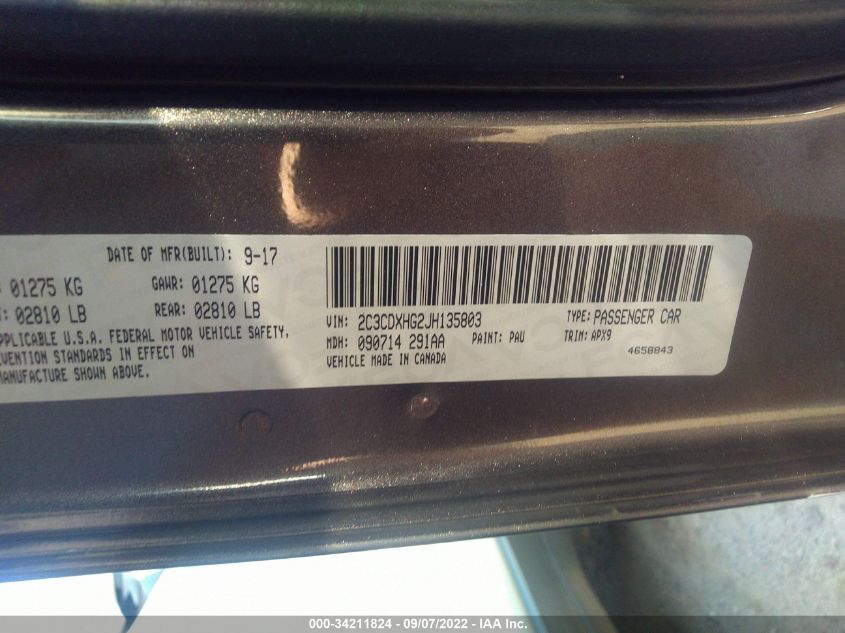 DATE OF MFR(BUILT): 9-17
01275 KG GAWR: 01275 KG
02810 LB REAR: 02810 LB
APPLICABLE U.S.A. FEDERAL MOTOR VEHICLE SAFETY,
STANDARDS IN EFFECT ON
MANUFACTURE SHOWN ABOVE.
VIN: 2C3CDXHG2JH135803 TYPE: PASSENGER CAR
MDH: 090714 291AA PAINT: PAU TRIM: APX9
VEHICLE MADE IN CANADA 4658843
000-34211824 - 09/07/2022 - IAA Inc.